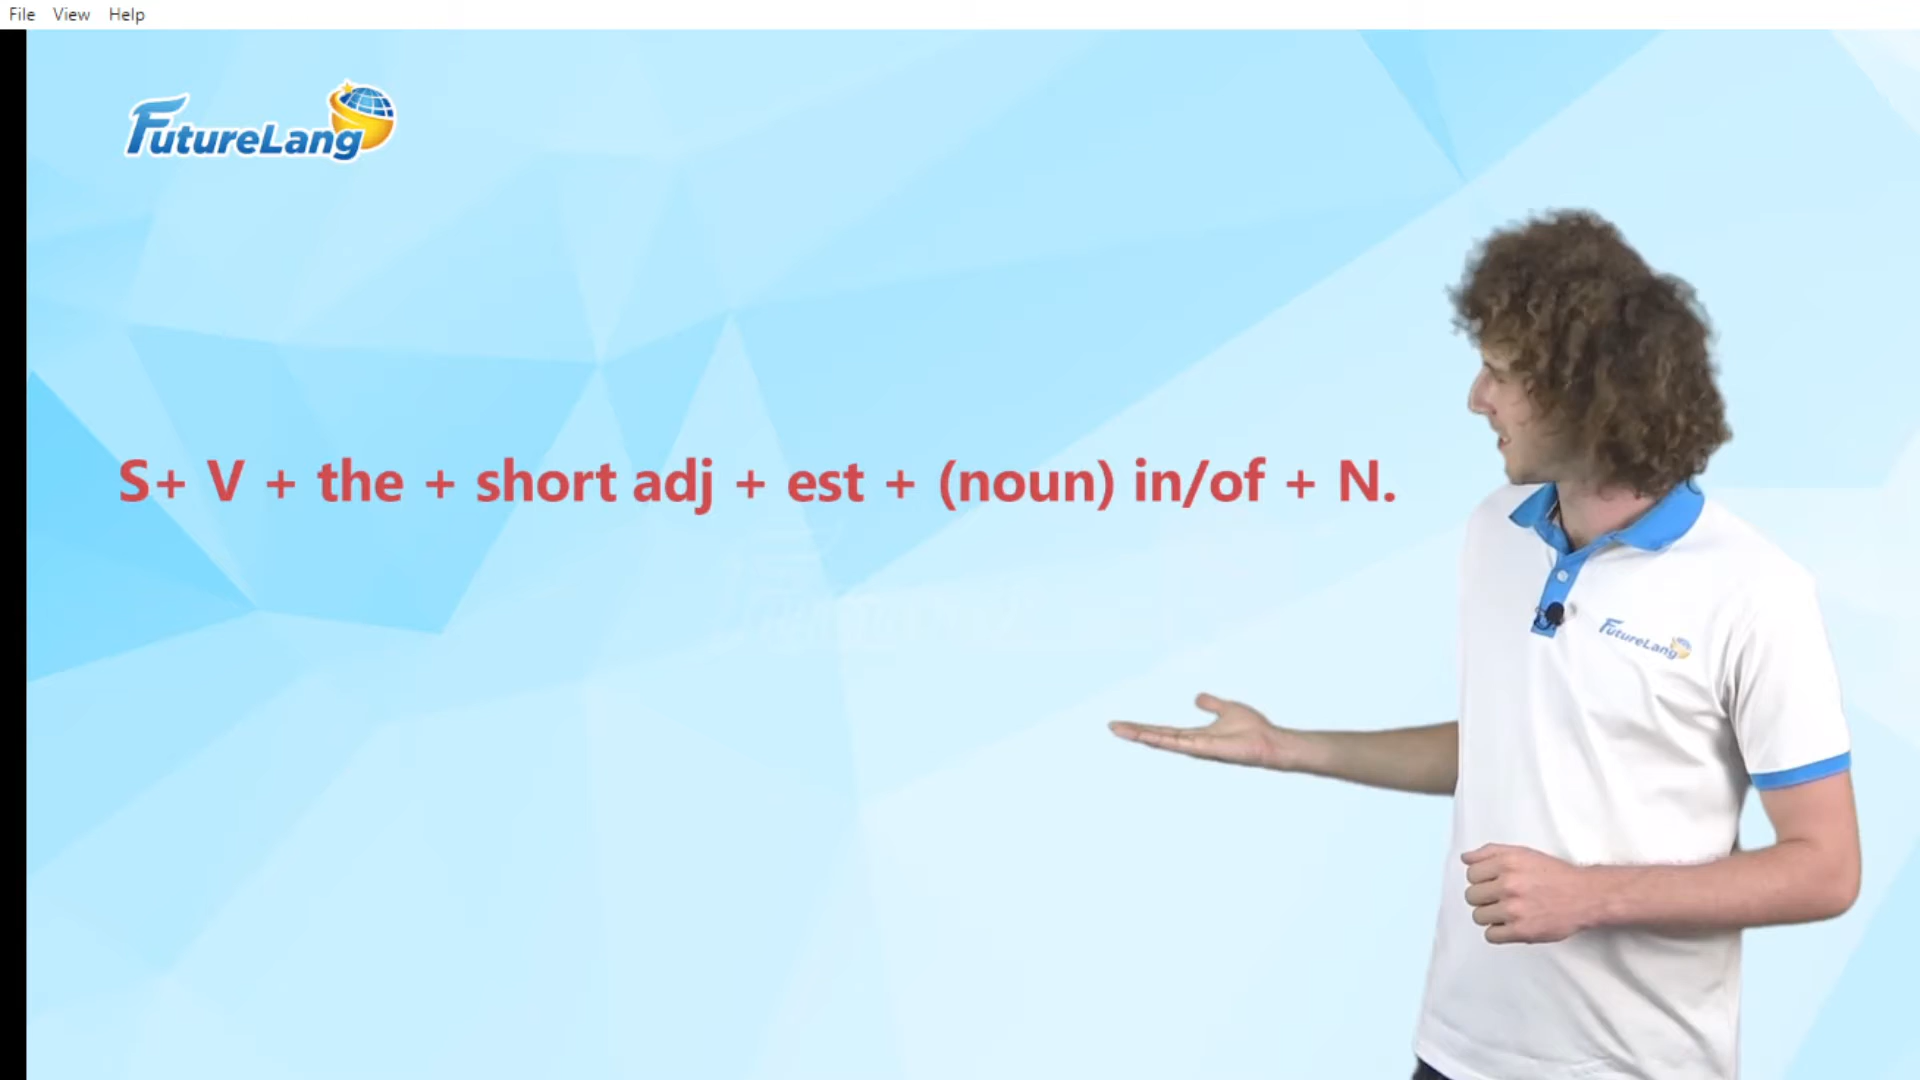 File View Help
FutureLang
S+ V + the + short adj + est + (noun) in/of + N.
FutureLang